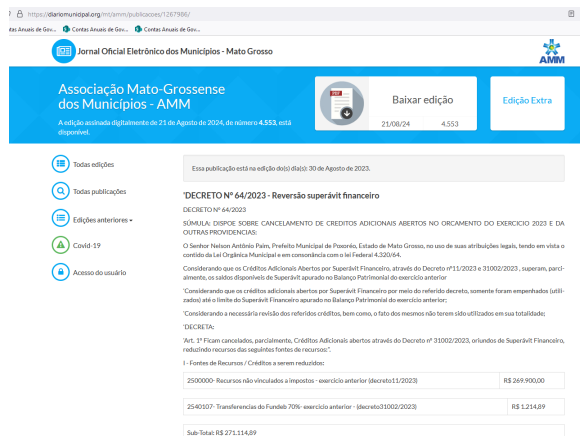 https://diariomunicipal.org/mt/amm/publicacoes/1267986/
ntas Anuais de Gov... Contas Anuais de Gov... Contas Anuais de Gov...
Jornal Oficial Eletrônico dos Municípios - Mato Grosso
AMM
Associação Mato-Grossense
dos Municípios - AMM
A edição assinada digitalmente de 21 de Agosto de 2024, de número 4.553, está
disponível.
PDF
Baixar edição
21/08/24 4.553
Edição Extra
Todas edições
Todas publicações
Edições anteriores
Covid-19
Acesso do usuário
Essa publicação está na edição do(s) dia(s): 30 de Agosto de 2023.
'DECRETO Nº 64/2023 - Reversão superávit financeiro
DECRETO Nº 64/2023
SÚMULA: DISPOE SOBRE CANCELAMENTO DE CREDITOS ADICIONAIS ABERTOS NO ORCAMENTO DO EXERCICIO 2023 E DA
OUTRAS PROVIDENCIAS:
O Senhor Nelson Antônio Paim, Prefeito Municipal de Poxoréo, Estado de Mato Grosso, no uso de suas atribuições legais, tendo em vista o
contido da Lei Orgânica Municipal e em consonância com a lei Federal 4.320/64.
Considerando que os Créditos Adicionais Abertos por Superávit Financeiro, através do Decreto nº11/2023 e 31002/2023 , superam, parci-
almente, os saldos disponíveis de Superávit apurado no Balanço Patrimonial do exercício anterior
'Considerando que os créditos adicionais abertos por Superávit Financeiro por meio do referido decreto, somente foram empenhados (utili-
zados) até o limite do Superávit Financeiro apurado no Balanço Patrimonial do exercício anterior;
'Considerando a necessária revisão dos referidos créditos, bem como, o fato dos mesmos não terem sido utilizados em sua totalidade;
'DECRETA:
'Art. 1º Ficam cancelados, parcialmente, Créditos Adicionais abertos através do Decreto nº 31002/2023, oriundos de Superávit Financeiro,
reduzindo recursos das seguintes fontes de recursos:".
I - Fontes de Recursos / Créditos a serem reduzidos:
2500000- Recursos não vinculados a impostos - exercicio anterior (decreto11/2023) R$ 269.900,00
2540107- Transferencias do Fundeb 70%- exercicio anterior - (decreto31002/2023) R$ 1.214,89
Sub-Total: R$ 271.114,89